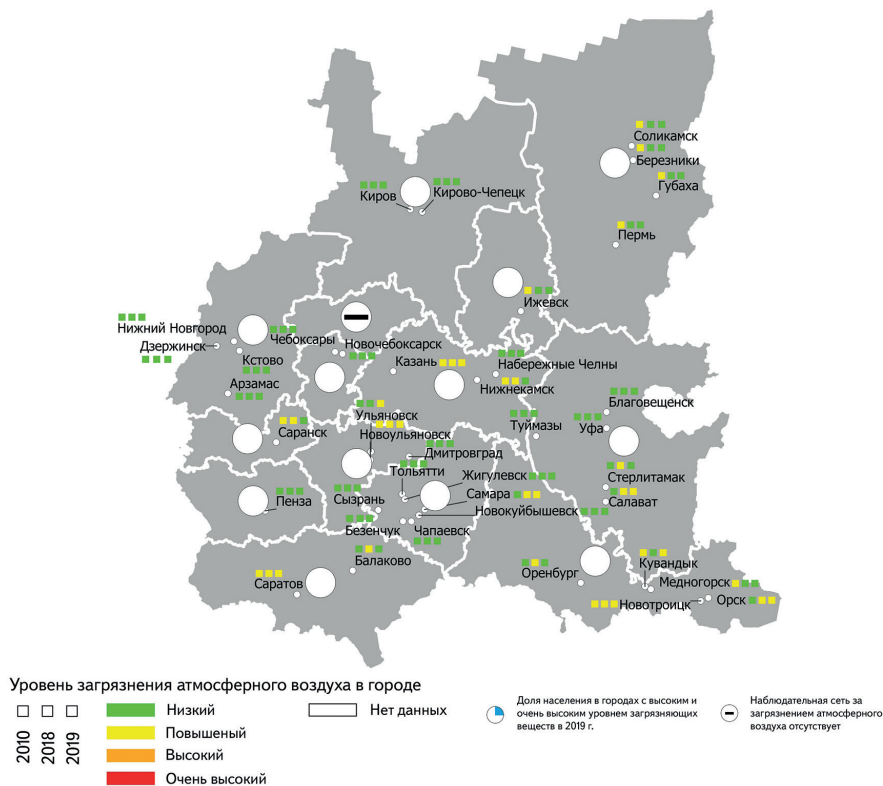 Соликамск
Березники
Губаха
Пермь
Киров
Кирово-Чепецк
Ижевск
Нижний Новгород
Дзержинск
Кстово
Арзамас
Чебоксары
Новочебоксарск
Казань
Набережные Челны
Нижнекамск
Благовещенск
Уфа
Туймазы
Ульяновск
Новоульяновск
Димитровград
Саранск
Тольятти
Жигулевск
Самара
Новокуйбышевск
Стерлитамак
Салават
Пенза
Сызрань
Безенчук
Чапаевск
Балаково
Саратов
Оренбург
Кувандык
Медногорск
Новотроицк
Орск
Уровень загрязнения атмосферного воздуха в городе
2010
2018
2019
Низкий
Повышеный
Высокий
Очень высокий
Нет данных
Доля населения в городах с высоким и
очень высоким уровнем загрязняющих
веществ в 2019 г.
Наблюдательная сеть за
загрязнением атмосферного
воздуха отсутствует